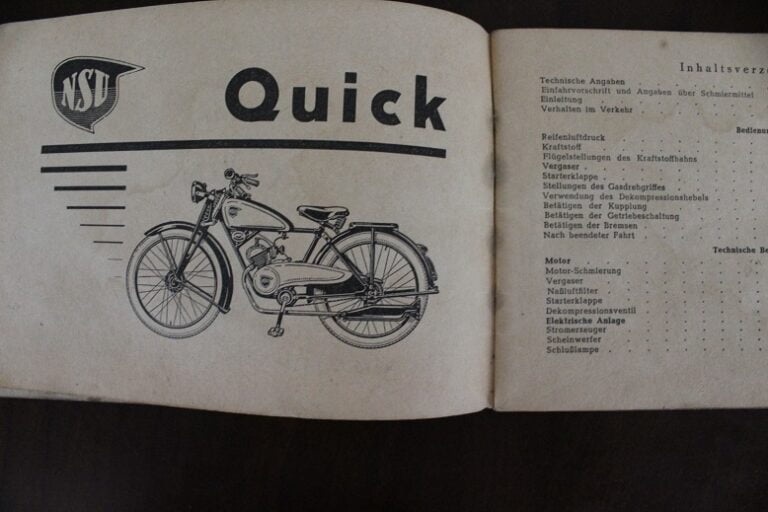 NSU
Quick
Inhaltsverze
Technische Angaben
Einfahrvorschrift und Angaben über Schmiermittel
Einleitung
Verhalten im Verkehr
Bedienun
Reifenluftdruck
Kraftstoff
Flügelstellungen des Kraftstoffhahns
Vergaser
Starterklappe
Stellungen des Gasdrehgriffes
Verwendung des Dekompressionshebels
Betätigen der Kupplung
Betätigen der Getriebeschaltung
Betätigen der Bremsen
Nach beendeter Fahrt
Technische Be
Motor
Motor-Schmierung
Vergaser
Naßluftfilter
Starterklappe
Dekompressionsventil
Elektrische Anlage
Stromerzeuger
Scheinwerfer
Schlußlampe